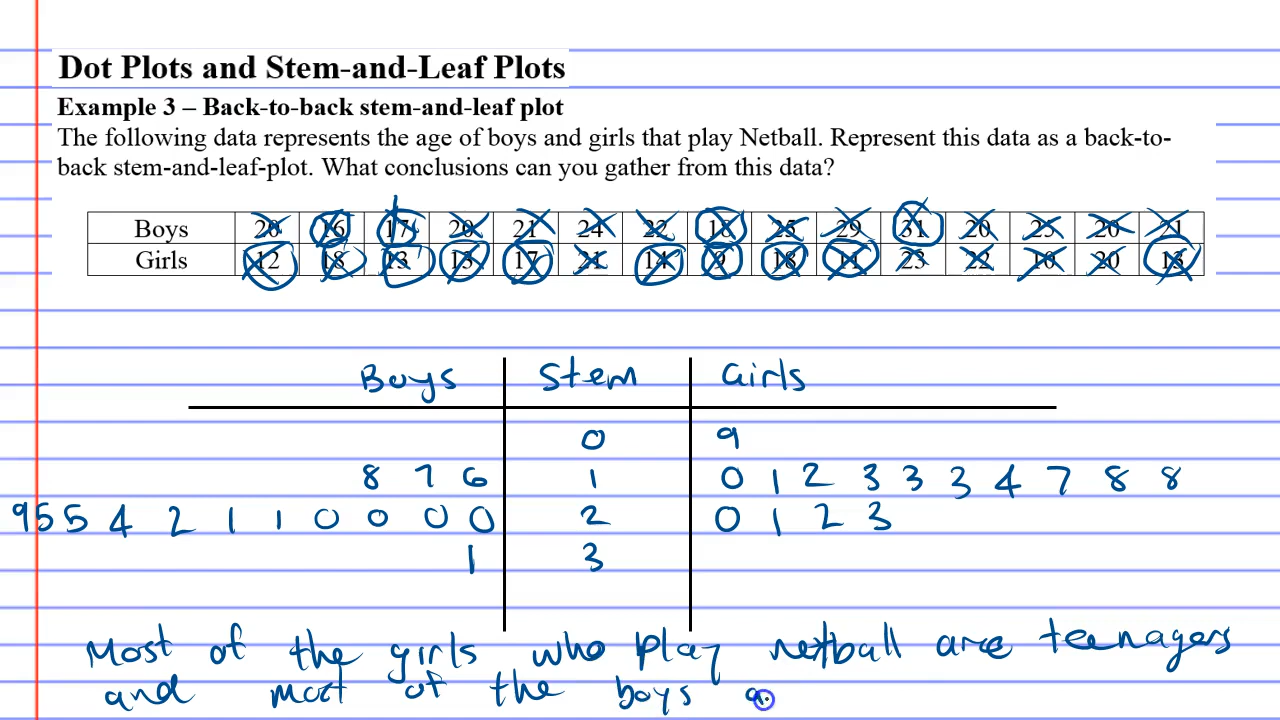 Dot Plots and Stem-and-Leaf Plots
Example 3 – Back-to-back stem-and-leaf plot
The following data represents the age of boys and girls that play Netball. Represent this data as a back-to-
back stem-and-leaf-plot. What conclusions can you gather from this data?
Boys 20 16 17 20 21 24 22 18 25 29 31 20 25 20 21
Girls 12 18 13 13 17 21 14 9 18 11 23 22 10 20 13
Boys Stem Girls
0 9
8 7 6 1 0 1 2 3 3 3 4 7 8 8
9 5 5 4 2 1 1 0 0 0 0 2 0 1 2 3
1 3
Most of the girls who play netball are teenagers
and most of the boys